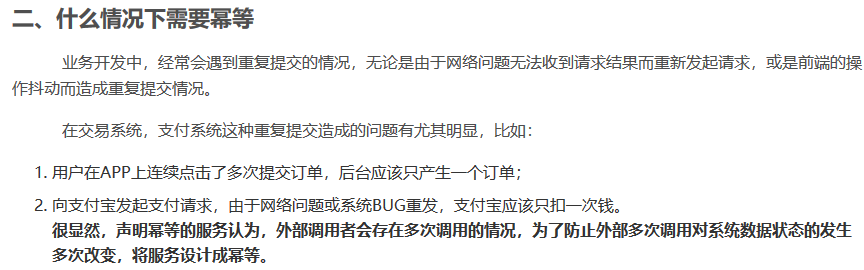 二、什么情况下需要幂等
业务开发中，经常会遇到重复提交的情况，无论是由于网络问题无法收到请求结果而重新发起请求，或是前端的操
作抖动而造成重复提交情况。
在交易系统，支付系统这种重复提交造成的问题有尤其明显，比如：
1. 用户在APP上连续点击了多次提交订单，后台应该只产生一个订单；
2. 向支付宝发起支付请求，由于网络问题或系统BUG重发，支付宝应该只扣一次钱。
很显然，声明幂等的服务认为，外部调用者会存在多次调用的情况，为了防止外部多次调用对系统数据状态的发生
多次改变，将服务设计成幂等。